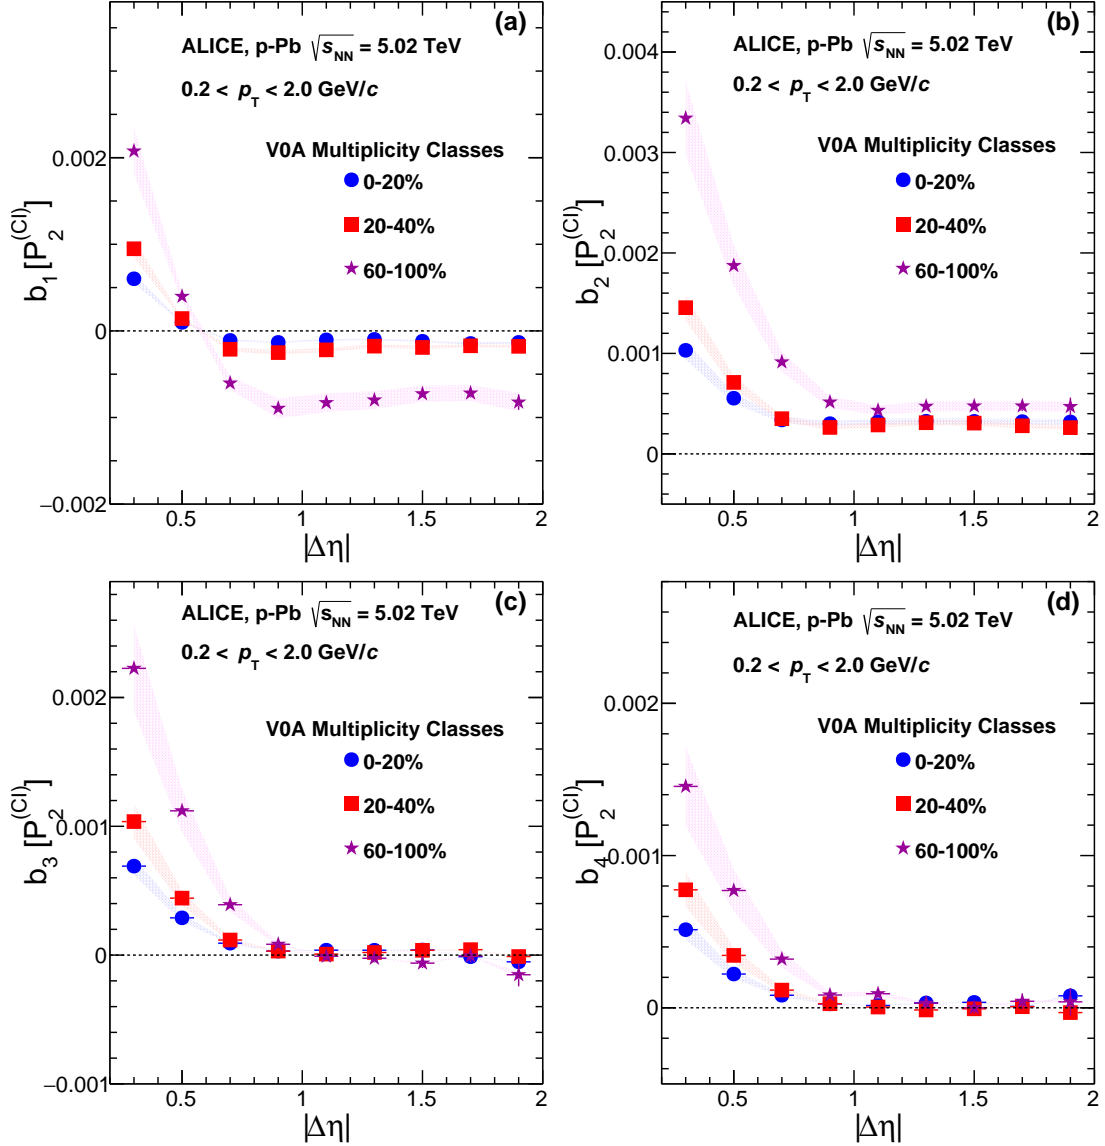 (a)
ALICE, p-Pb √s_NN = 5.02 TeV
0.2 < p_T < 2.0 GeV/c
V0A Multiplicity Classes
0-20%
20-40%
60-100%
b_1 [P_2^(CI)]
0.002
0
−0.002
0.5 1 1.5 2
|Δη|
(b)
ALICE, p-Pb √s_NN = 5.02 TeV
0.2 < p_T < 2.0 GeV/c
V0A Multiplicity Classes
0-20%
20-40%
60-100%
b_2 [P_2^(CI)]
0.004
0.003
0.002
0.001
0
0.5 1 1.5 2
|Δη|
(c)
ALICE, p-Pb √s_NN = 5.02 TeV
0.2 < p_T < 2.0 GeV/c
V0A Multiplicity Classes
0-20%
20-40%
60-100%
b_3 [P_2^(CI)]
0.002
0.001
0
−0.001
0.5 1 1.5 2
|Δη|
(d)
ALICE, p-Pb √s_NN = 5.02 TeV
0.2 < p_T < 2.0 GeV/c
V0A Multiplicity Classes
0-20%
20-40%
60-100%
b_4 [P_2^(CI)]
0.002
0.001
0
0.5 1 1.5 2
|Δη|